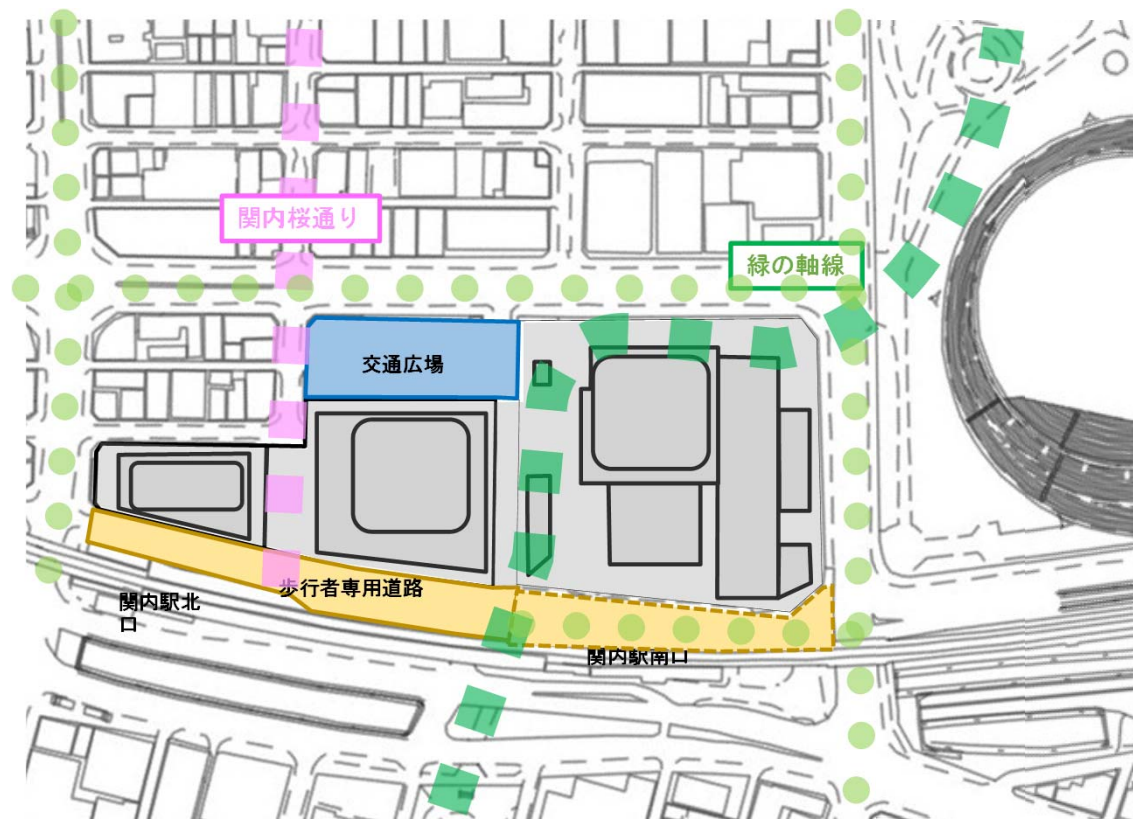 関内桜通り
緑の軸線
交通広場
歩行者専用道路
関内駅北
口
関内駅南口